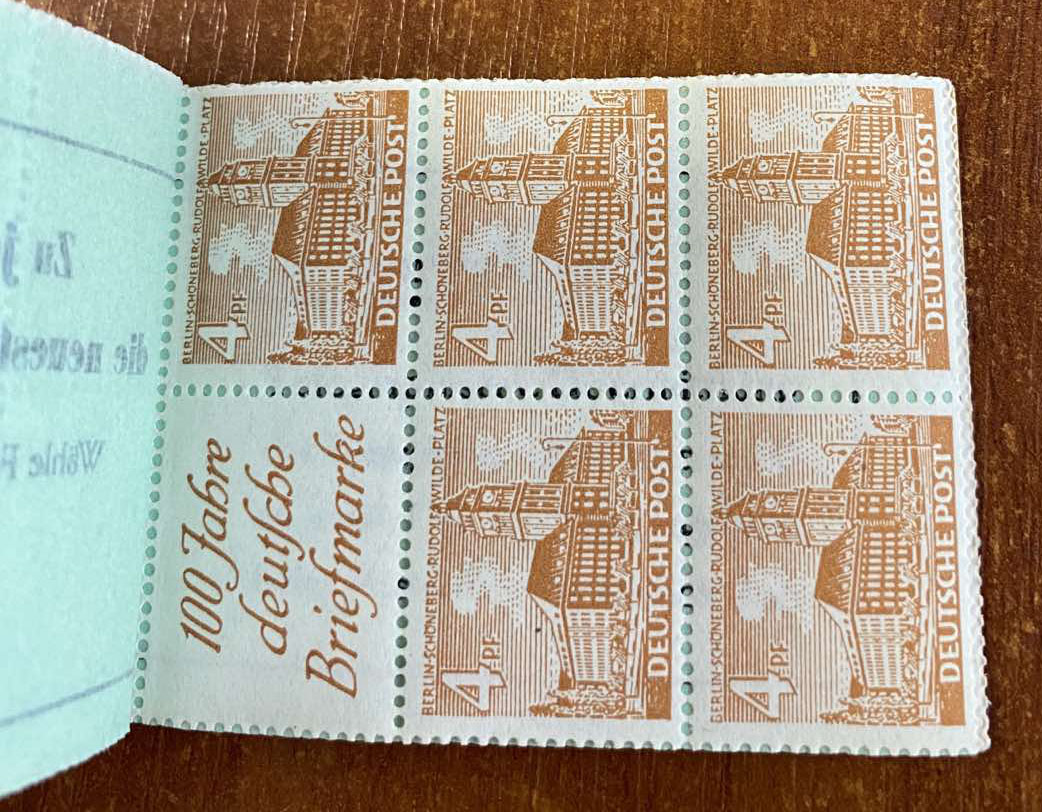 BERLIN-SCHÖNEBERG·RUDOLF-WILDE-PLATZ
4 PF.
DEUTSCHE POST
BERLIN-SCHÖNEBERG·RUDOLF-WILDE-PLATZ
4 PF.
DEUTSCHE POST
BERLIN-SCHÖNEBERG·RUDOLF-WILDE-PLATZ
4 PF.
DEUTSCHE POST
100 Jahre
deutſche
Briefmarke
BERLIN-SCHÖNEBERG·RUDOLF-WILDE-PLATZ
4 PF.
DEUTSCHE POST
BERLIN-SCHÖNEBERG·RUDOLF-WILDE-PLATZ
4 PF.
DEUTSCHE POST
Zu
die
Wähle